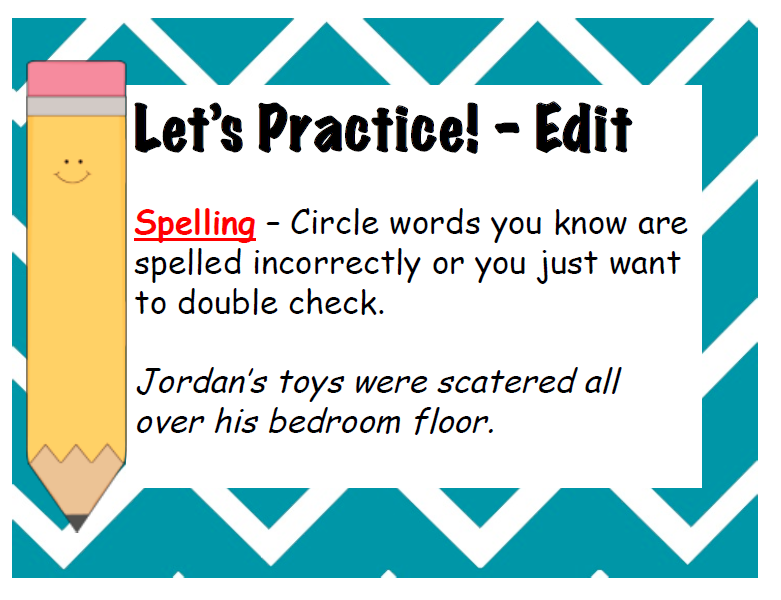 Let's Practice! - Edit
Spelling – Circle words you know are
spelled incorrectly or you just want
to double check.
Jordan's toys were scatered all
over his bedroom floor.